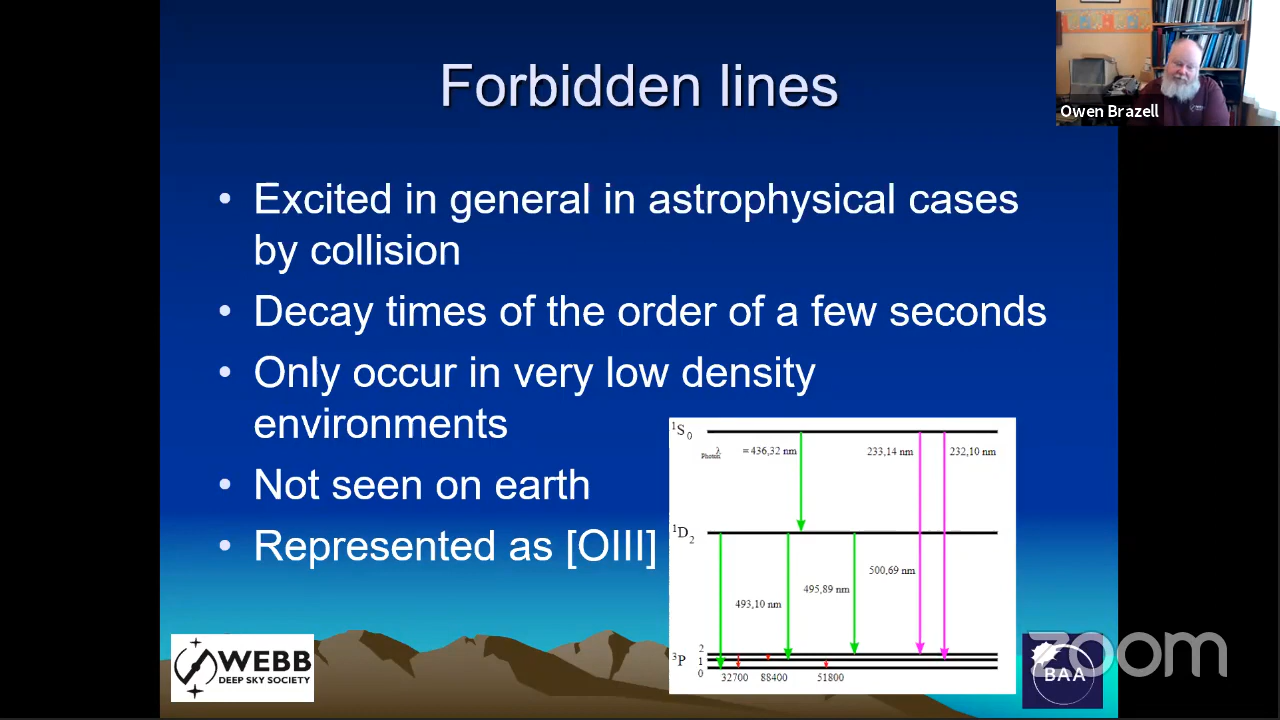 Forbidden lines
Owen Brazell
• Excited in general in astrophysical cases
by collision
• Decay times of the order of a few seconds
• Only occur in very low density
environments
• Not seen on earth
• Represented as [OIII]
1S0
λ
Photon
= 436,32 nm
233,14 nm
232,10 nm
1D2
500,69 nm
495,89 nm
493,10 nm
3P
2
1
0
32700
88400
51800
WEBB
DEEP SKY SOCIETY
zoom
BAA